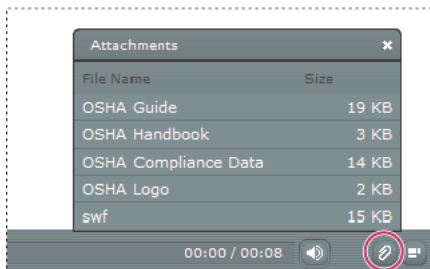 Attachments
File Name Size
OSHA Guide 19 KB
OSHA Handbook 3 KB
OSHA Compliance Data 14 KB
OSHA Logo 2 KB
swf 15 KB
00:00 / 00:08